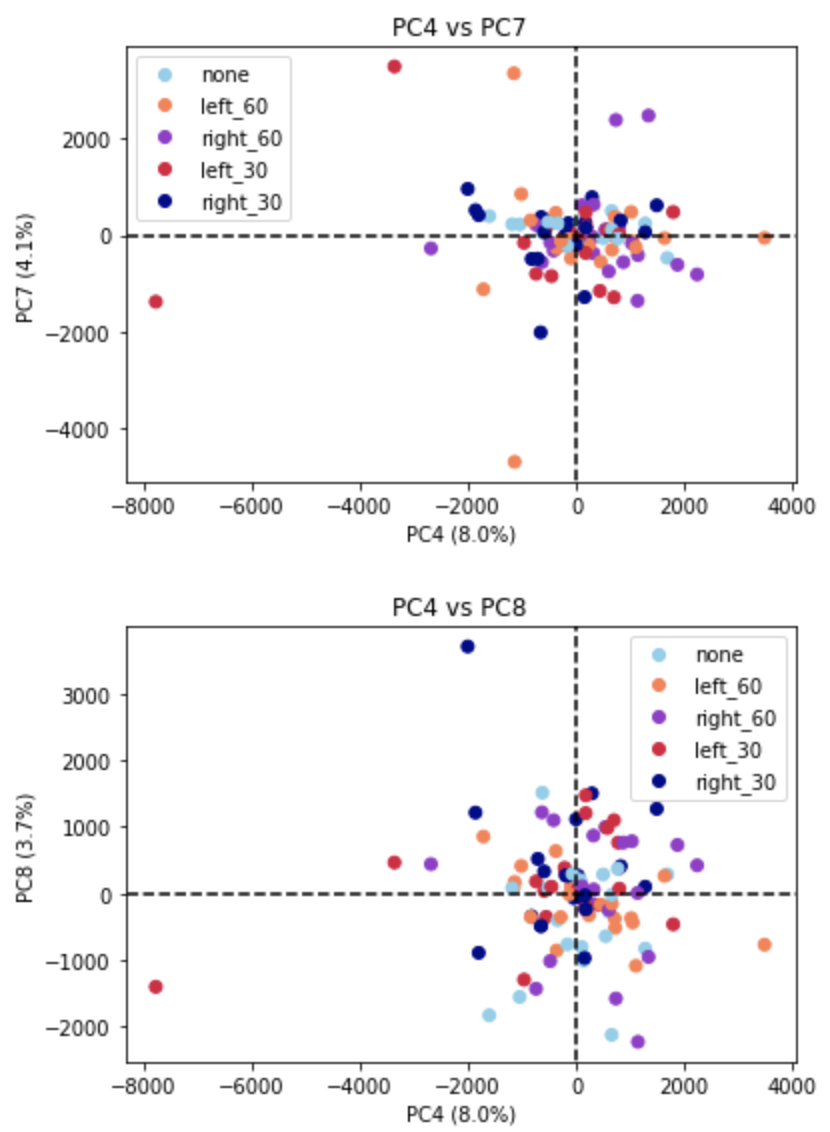 PC4 vs PC7
none
left_60
right_60
left_30
right_30
2000
0
−2000
−4000
PC7 (4.1%)
−8000 −6000 −4000 −2000 0 2000 4000
PC4 (8.0%)
PC4 vs PC8
none
left_60
right_60
left_30
right_30
3000
2000
1000
0
−1000
−2000
PC8 (3.7%)
−8000 −6000 −4000 −2000 0 2000 4000
PC4 (8.0%)